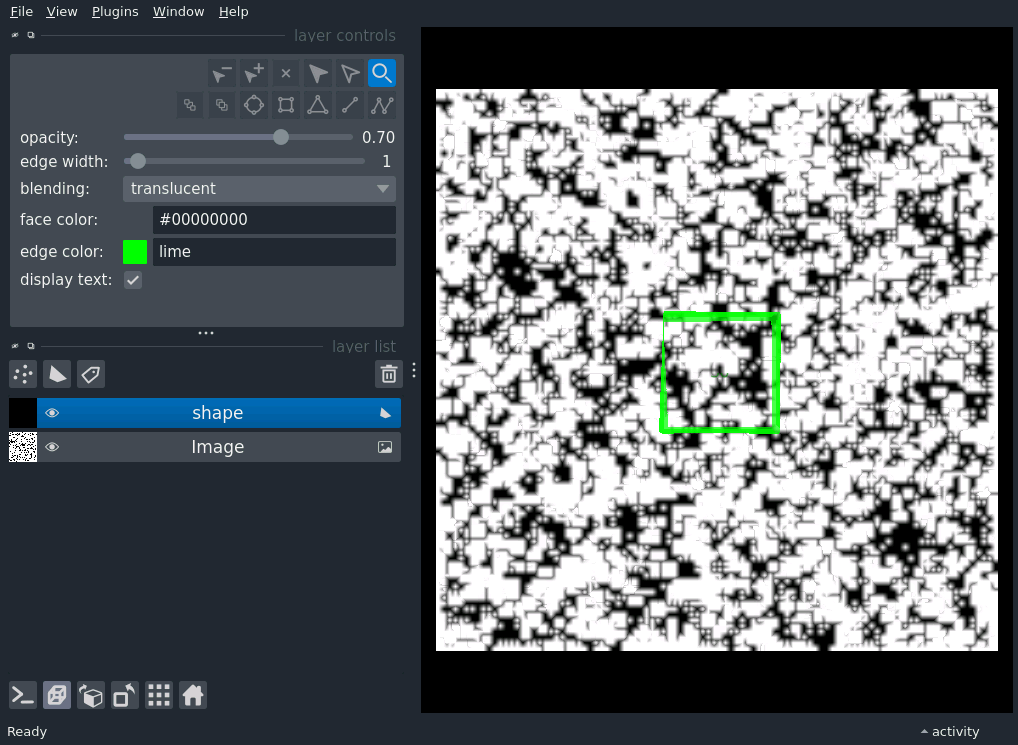 File View Plugins Window Help
layer controls
opacity: 0.70
edge width: 1
blending: translucent
face color: #00000000
edge color: lime
display text:
layer list
shape
Image
Ready
activity